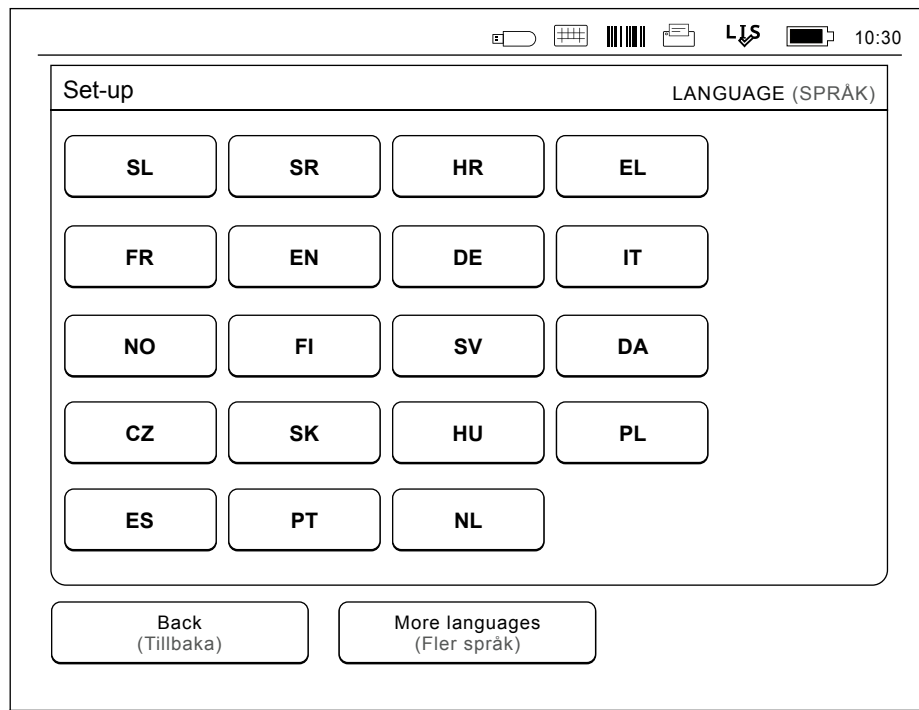 LIS 10:30
Set-up LANGUAGE (SPRÅK)
SL SR HR EL
FR EN DE IT
NO FI SV DA
CZ SK HU PL
ES PT NL
Back More languages
(Tillbaka) (Fler språk)